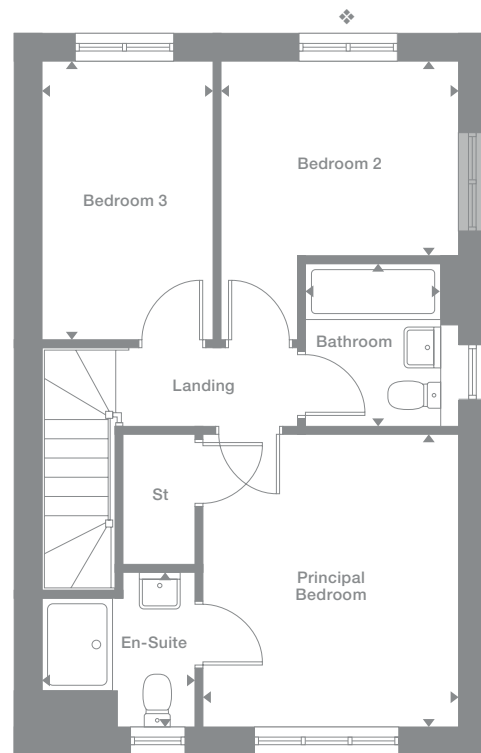 Bedroom 3
Bedroom 2
Bathroom
Landing
St
Principal
Bedroom
En-Suite